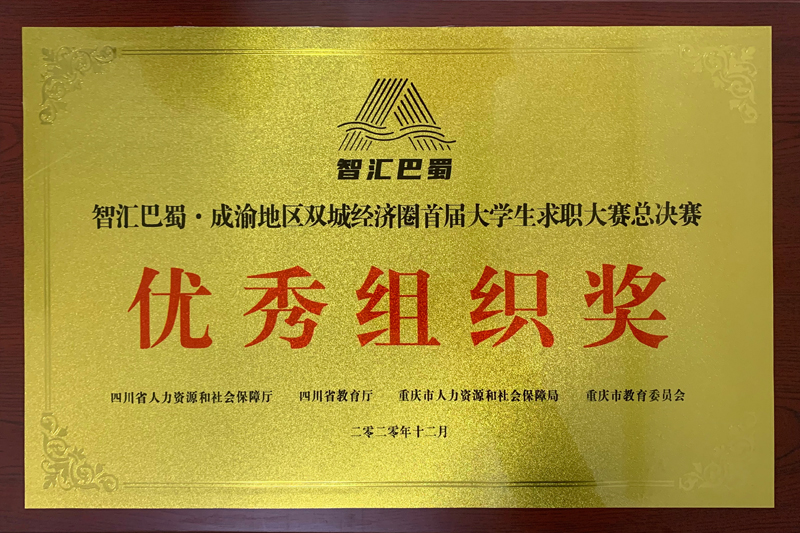 智汇巴蜀
智汇巴蜀·成渝地区双城经济圈首届大学生求职大赛总决赛
优秀组织奖
四川省人力资源和社会保障厅 四川省教育厅 重庆市人力资源和社会保障局 重庆市教育委员会
二零二零年十二月